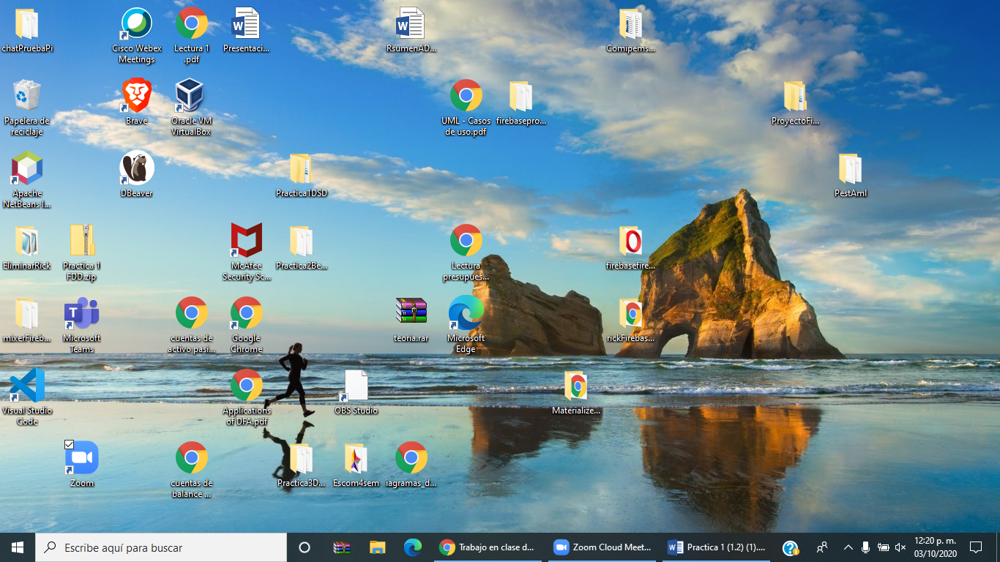 chatPruebaPi
Cisco Webex
Meetings
Lectura 1
.pdf
Presentaci...
RsumenAD...
Comipems...
Papelera de
reciclaje
Brave
Oracle VM
VirtualBox
UML - Casos
de uso.pdf
firebasepro...
ProyectoFi...
Apache
NetBeans I...
DBeaver
Practica1DSD
PestAml
EliminarRick
Practica 1
FDD.zip
McAfee
Security Sc...
Practica2Be...
Lectura
presupues...
firebasefire...
mixerFireb...
T
Microsoft
Teams
cuentas de
activo pasi...
Google
Chrome
teoria.rar
Microsoft
Edge
rickFirebas...
Visual Studio
Code
Applications
of DFA.pdf
OBS Studio
Materialize...
Zoom
cuentas de
balance ...
Practica3D...
Escom4sem
iagramas_d...
Escribe aquí para buscar
Trabajo en clase d...
Zoom Cloud Meet...
Practica 1 (1.2) (1)....
12:20 p. m.
03/10/2020